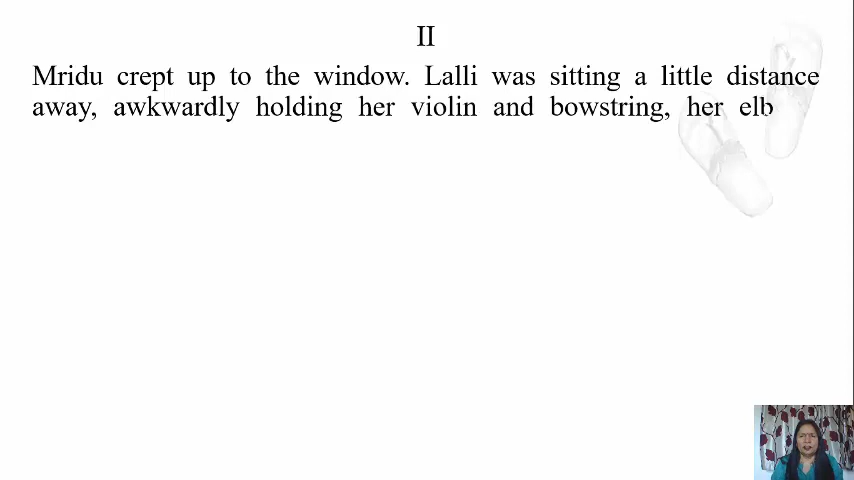 II
Mridu crept up to the window. Lalli was sitting a little distance
away, awkwardly holding her violin and bowstring, her elb